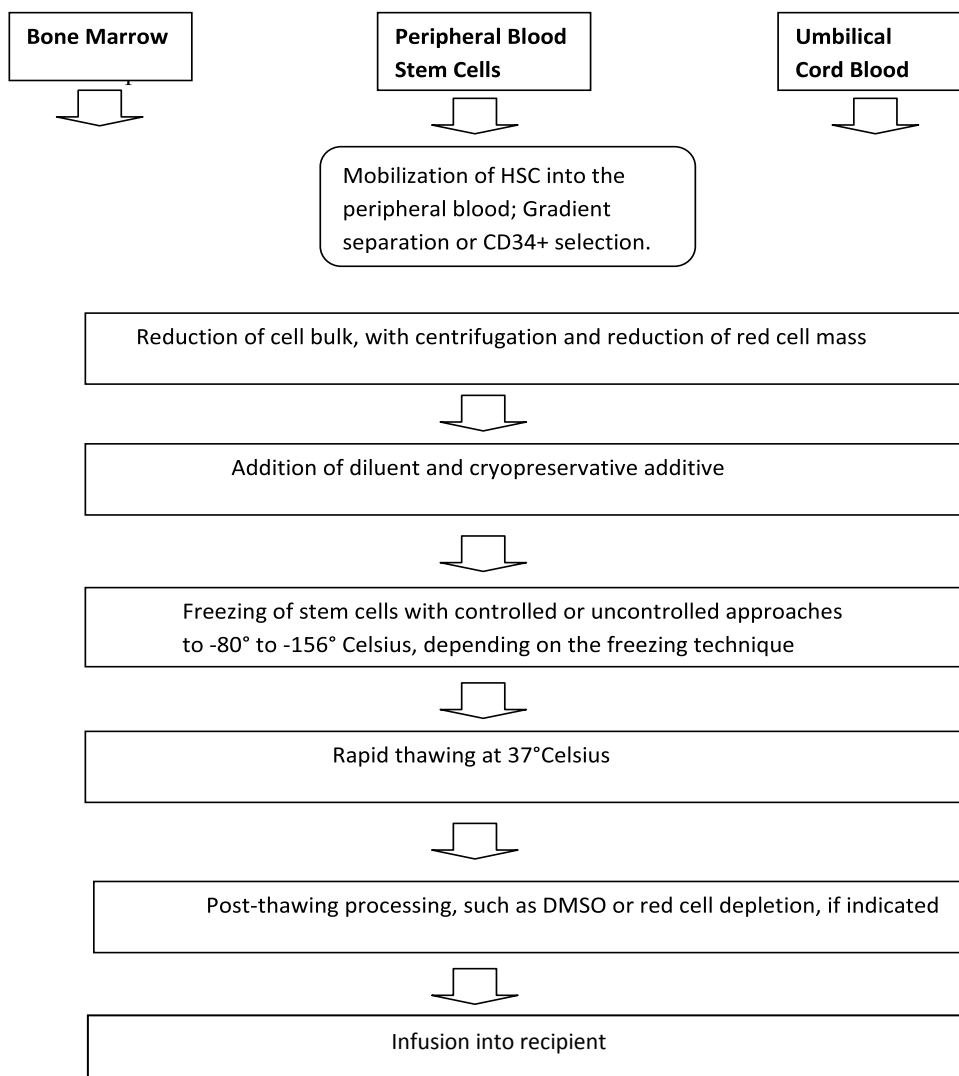 Bone Marrow
Peripheral Blood
Stem Cells
Umbilical
Cord Blood
Mobilization of HSC into the
peripheral blood; Gradient
separation or CD34+ selection.
Reduction of cell bulk, with centrifugation and reduction of red cell mass
Addition of diluent and cryopreservative additive
Freezing of stem cells with controlled or uncontrolled approaches
to -80° to -156° Celsius, depending on the freezing technique
Rapid thawing at 37°Celsius
Post-thawing processing, such as DMSO or red cell depletion, if indicated
Infusion into recipient